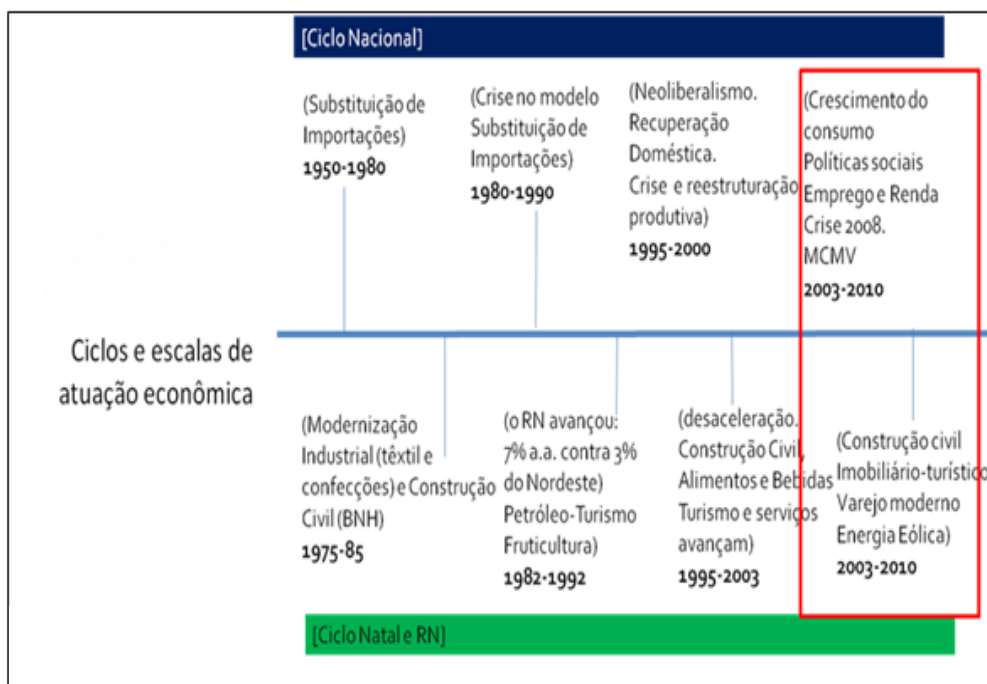 [Ciclo Nacional]
(Substituição de
Importações)
1950-1980
(Crise no modelo
Substituição de
Importações)
1980-1990
(Neoliberalismo.
Recuperação
Doméstica.
Crise e reestruturação
produtiva)
1995-2000
(Crescimento do
consumo
Políticas sociais
Emprego e Renda
Crise 2008.
MCMV
2003-2010
Ciclos e escalas de
atuação econômica
(Modernização
Industrial (têxtil e
confecções) e Construção
Civil (BNH)
1975-85
(o RN avançou:
7% a.a. contra 3%
do Nordeste)
Petróleo-Turismo
Fruticultura)
1982-1992
(desaceleração.
Construção Civil,
Alimentos e Bebidas
Turismo e serviços
avançam)
1995-2003
(Construção civil
Imobiliário-turístico
Varejo moderno
Energia Eólica)
2003-2010
[Ciclo Natal e RN]